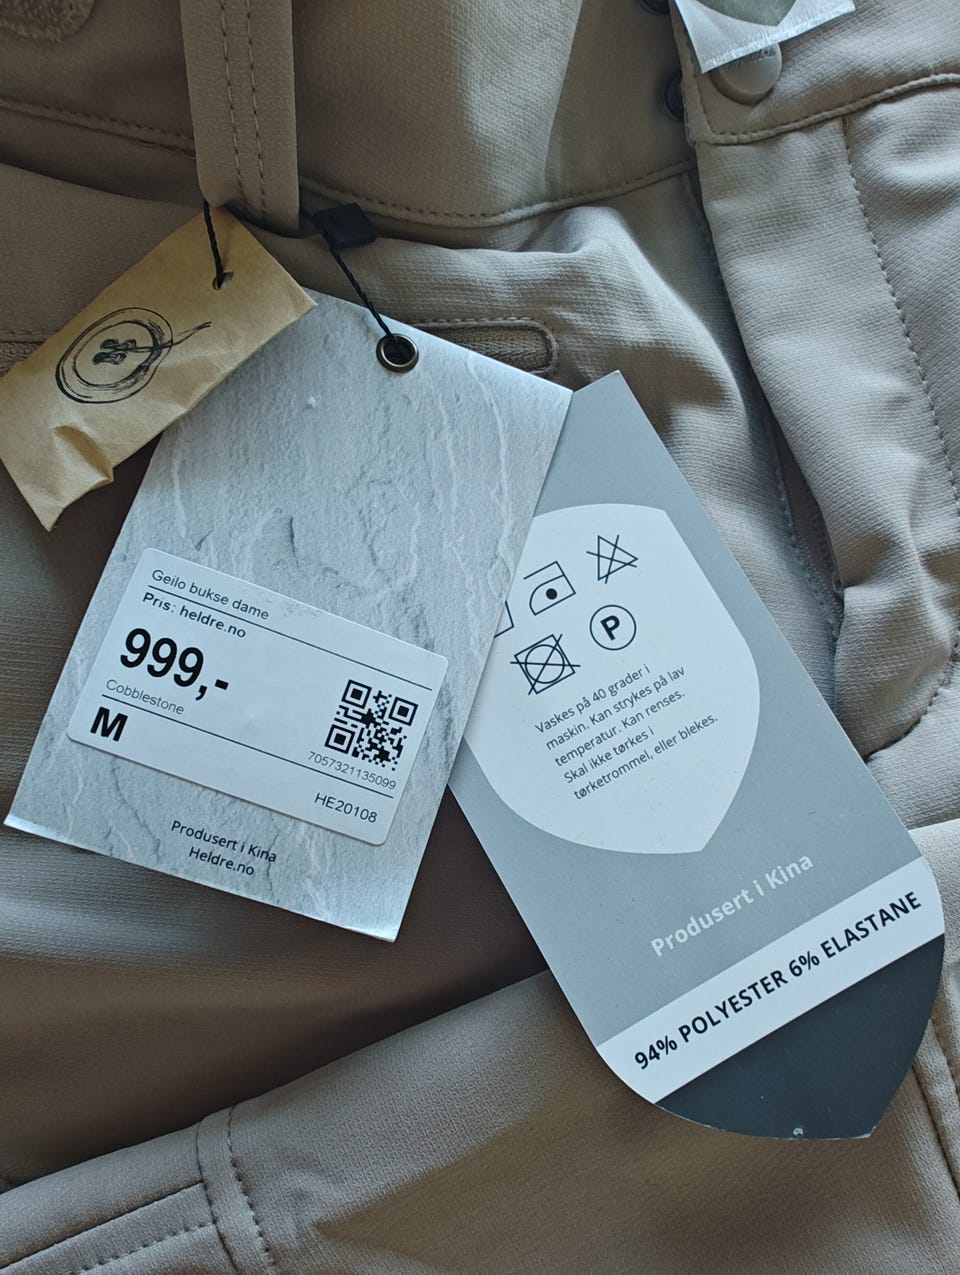 Geilo bukse dame
Pris: heldre.no
999,-
Cobblestone
M
7057321135099
HE20108
Produsert i Kina
Heldre.no
P
Vaskes på 40 grader i
maskin. Kan strykes på lav
temperatur. Kan renses.
Skal ikke tørkes i
tørketrommel, eller blekes.
Produsert i Kina
94% POLYESTER 6% ELASTANE